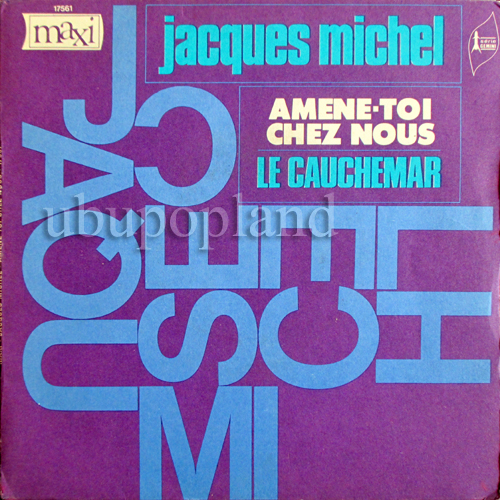 17561
maxi
jacques michel
AMENE-TOI
CHEZ NOUS
LE CAUCHEMAR
JACQUES
MICHEL
ubupopland